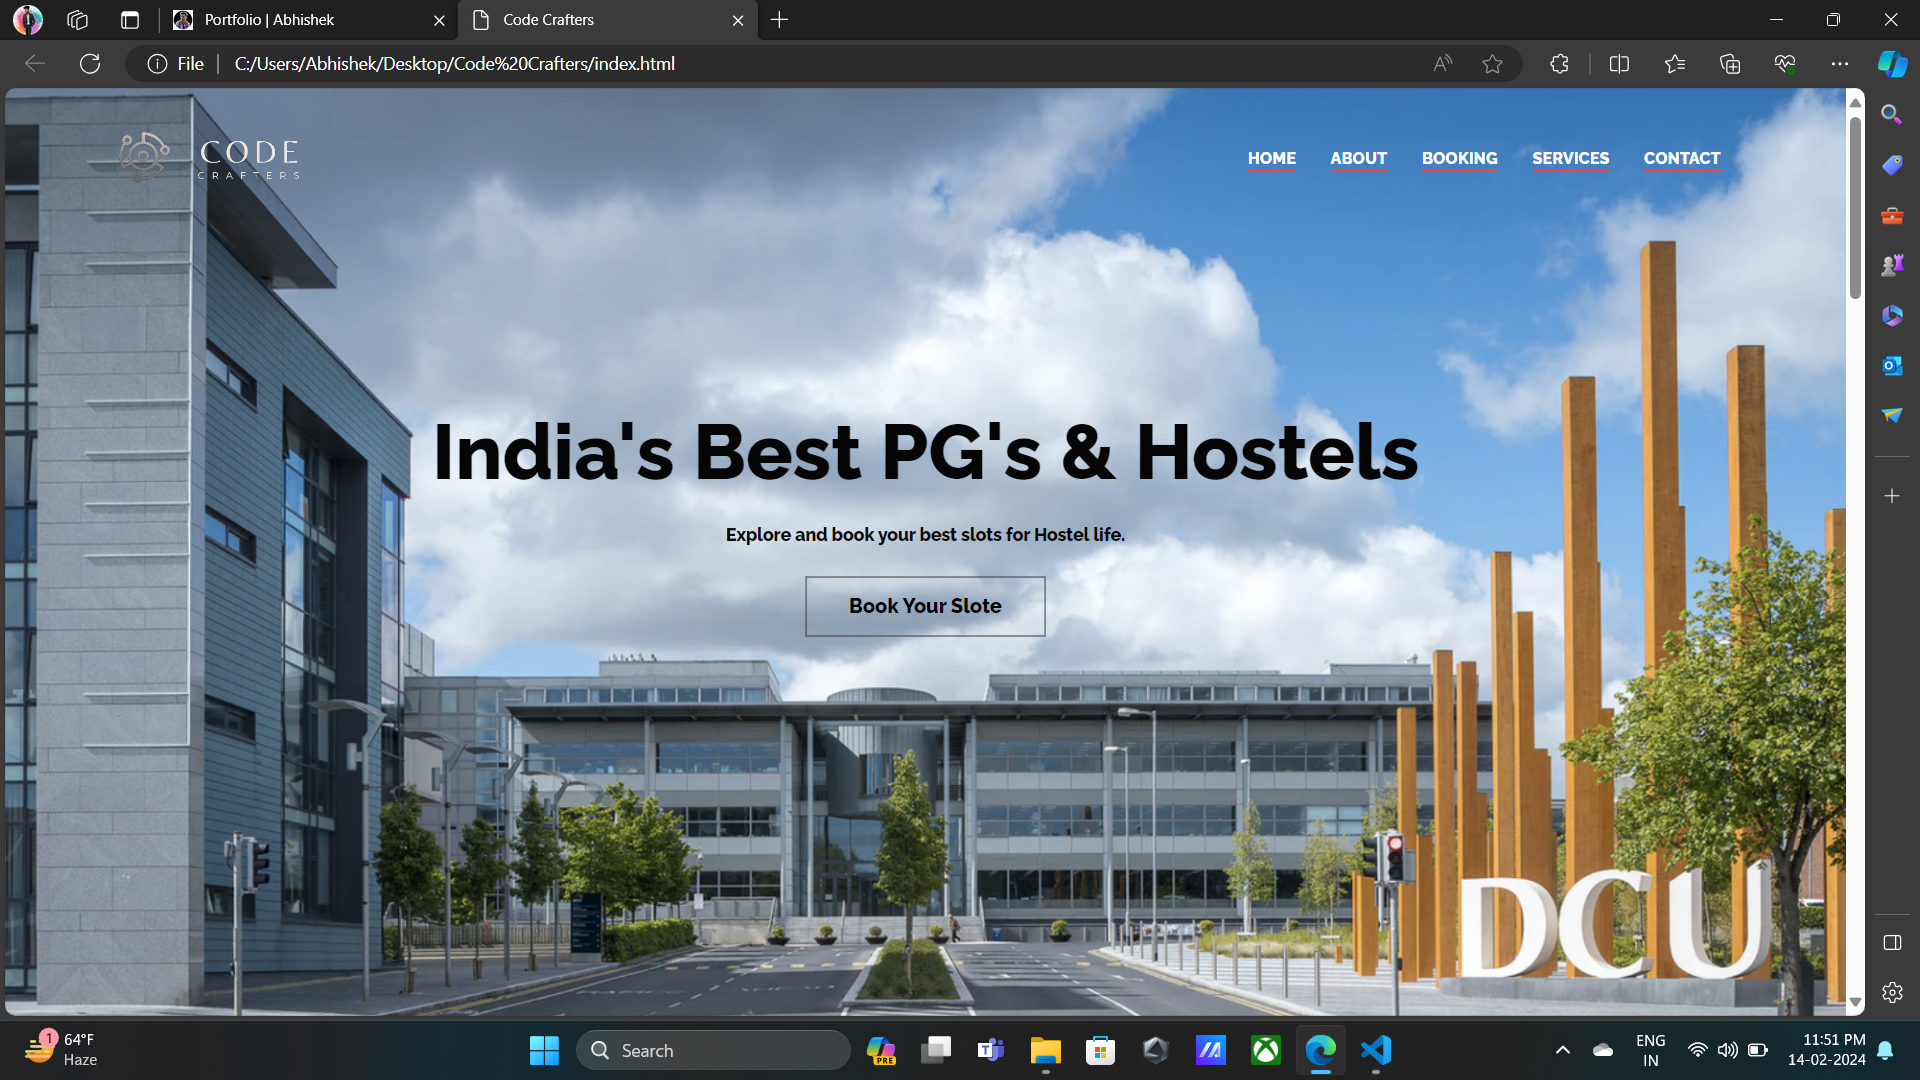 Portfolio | Abhishek
Code Crafters
File
C:/Users/Abhishek/Desktop/Code%20Crafters/index.html
CODE
CRAFTERS
HOME
ABOUT
BOOKING
SERVICES
CONTACT
India's Best PG's & Hostels
Explore and book your best slots for Hostel life.
Book Your Slote
DCU
1
64°F
Haze
Search
PRE
ENG
IN
11:51 PM
14-02-2024